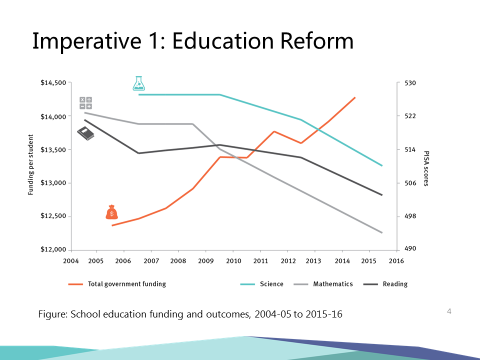 Imperative 1: Education Reform
$14,500
$14,000
$13,500
$13,000
$12,500
$12,000
Funding per student
530
522
514
506
498
490
PISA scores
2004 2005 2006 2007 2008 2009 2010 2011 2012 2013 2014 2015 2016
Total government funding Science Mathematics Reading
Figure: School education funding and outcomes, 2004-05 to 2015-16
4